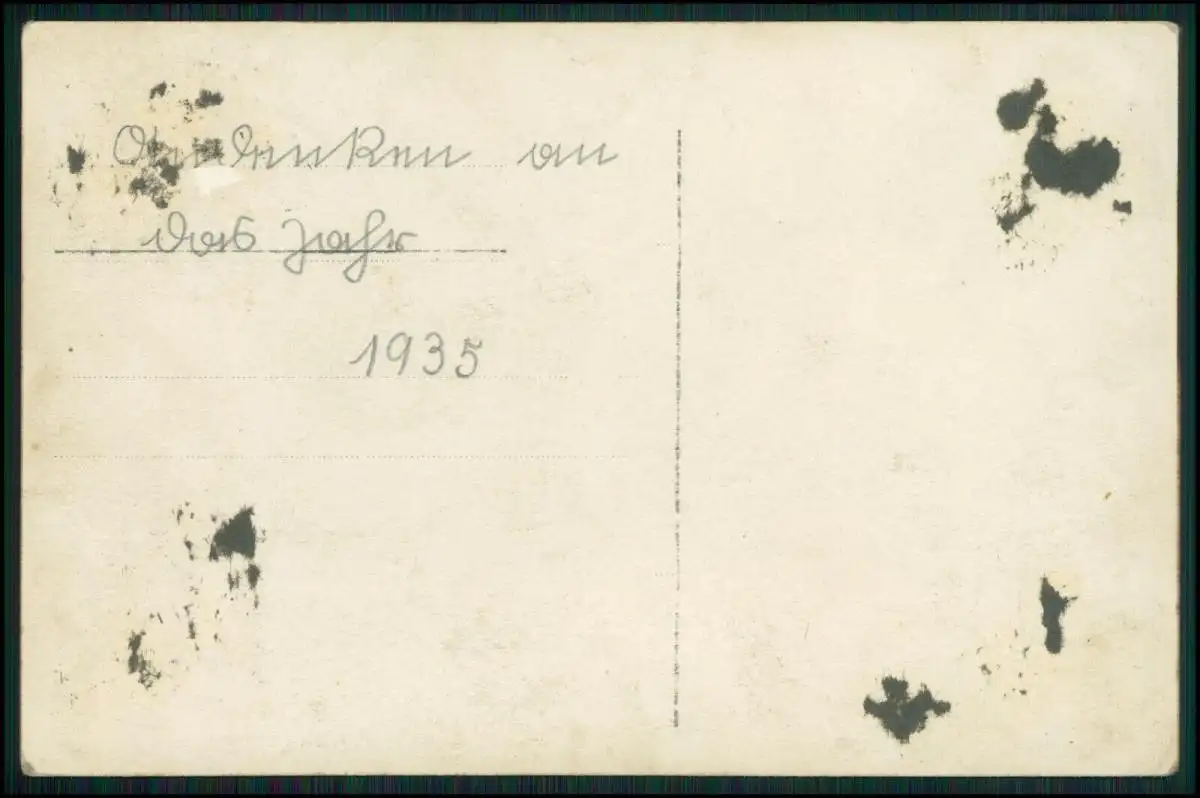 Andenken an
das Jahr
1935